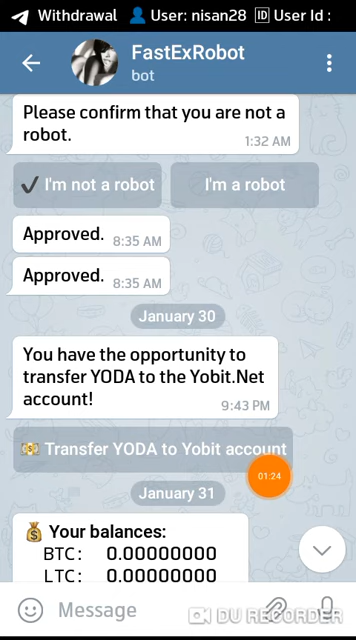 Withdrawal 👤 User: nisan28 🆔 User Id :
FastExRobot
bot
Please confirm that you are not a
robot.
1:32 AM
✔ I'm not a robot
I'm a robot
Approved. 8:35 AM
Approved. 8:35 AM
January 30
You have the opportunity to
transfer YODA to the Yobit.Net
account!
9:43 PM
💸 Transfer YODA to Yobit account
01:24
January 31
💰 Your balances:
BTC: 0.00000000
LTC: 0.00000000
Message
DU RECORDER